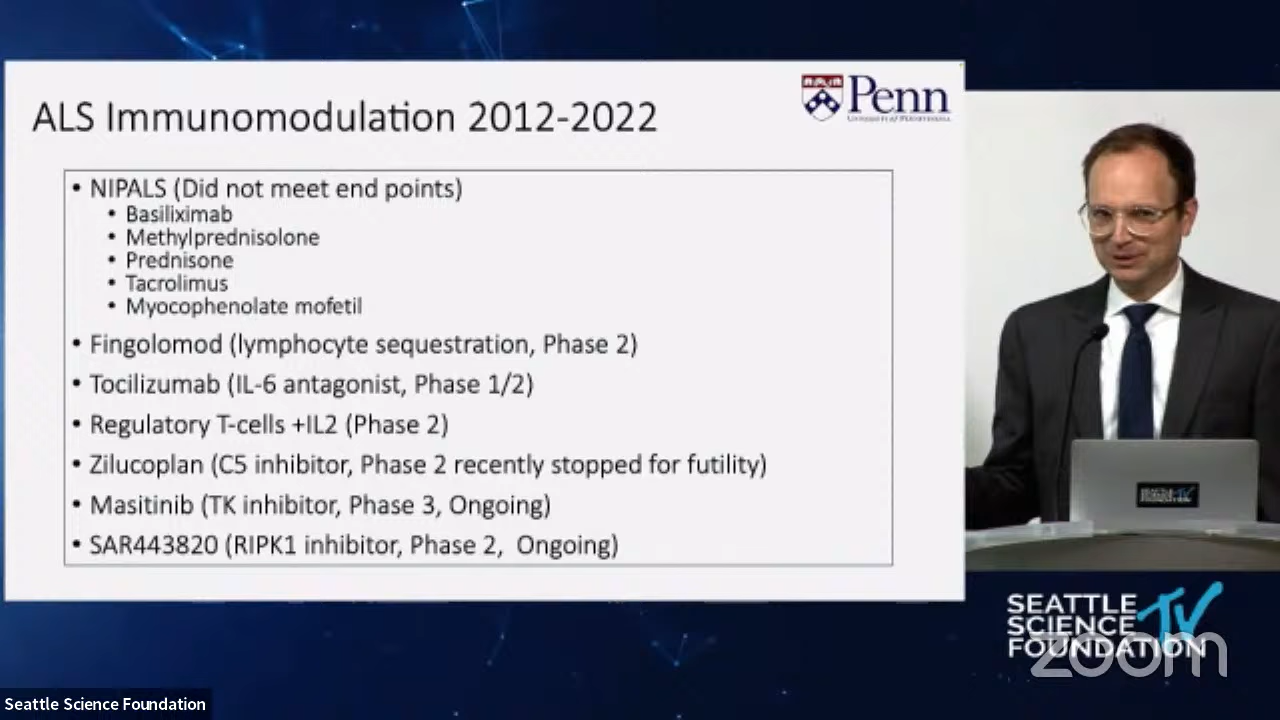 ALS Immunomodulation 2012-2022
Penn
• NIPALS (Did not meet end points)
• Basiliximab
• Methylprednisolone
• Prednisone
• Tacrolimus
• Myocophenolate mofetil
• Fingolomod (lymphocyte sequestration, Phase 2)
• Tocilizumab (IL-6 antagonist, Phase 1/2)
• Regulatory T-cells +IL2 (Phase 2)
• Zilucoplan (C5 inhibitor, Phase 2 recently stopped for futility)
• Masitinib (TK inhibitor, Phase 3, Ongoing)
• SAR443820 (RIPK1 inhibitor, Phase 2, Ongoing)
SEATTLE
SCIENCE TV
FOUNDATION
zoom
Seattle Science Foundation